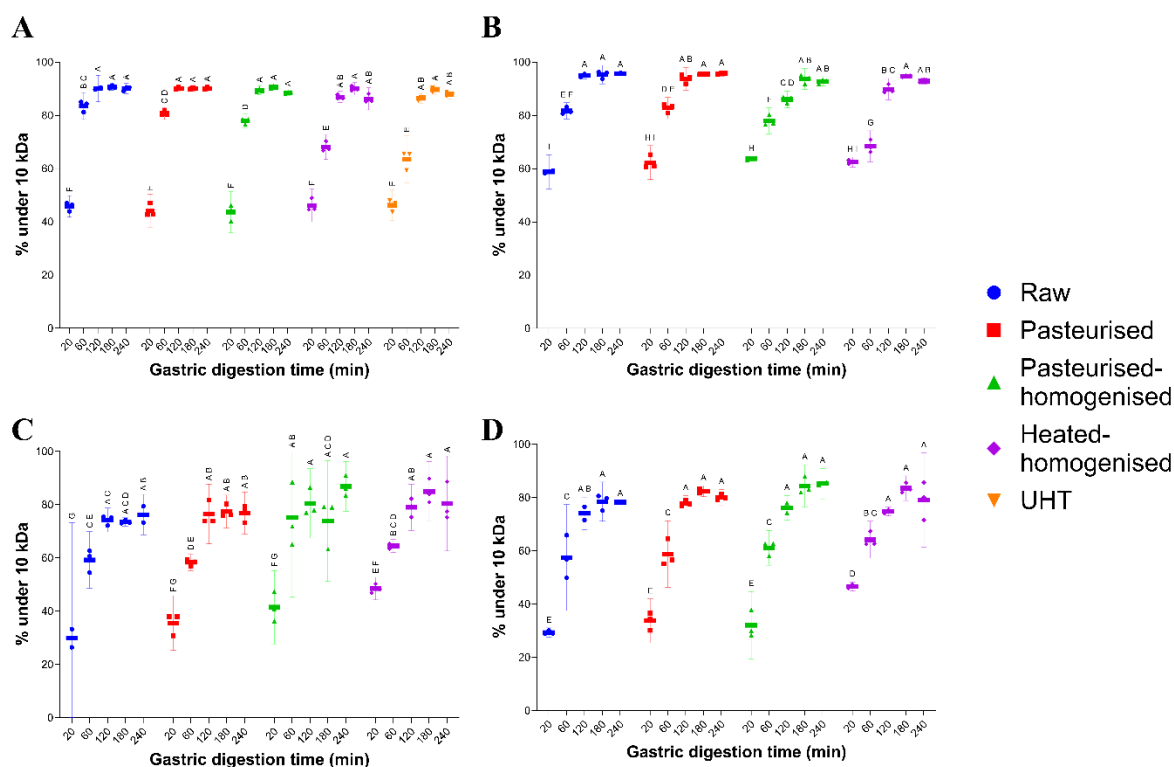 A
% under 10 kDa
100
80
60
40
20
0
F
B C
A
A
A
F
C D
A
A
A
F
D
A
A
A
F
E
A B
A
A B
F
E
A B
A
A B
20 60 120 180 240 20 60 120 180 240 20 60 120 180 240 20 60 120 180 240 20 60 120 180 240
Gastric digestion time (min)
B
% under 10 kDa
100
80
60
40
20
0
I
E F
A
A
A
H I
D F
A B
A
A
H
C D
A B
A B
H I
G
B C
A
A B
20 60 120 180 240 20 60 120 180 240 20 60 120 180 240 20 60 120 180 240
Gastric digestion time (min)
C
% under 10 kDa
100
80
60
40
20
0
G
C E
A C
A C D
A B
F G
D E
A B
A B
A B
F G
A B
A
A C D
A
E F
B C D
A B
A
A
20 60 120 180 240 20 60 120 180 240 20 60 120 180 240 20 60 120 180 240
Gastric digestion time (min)
D
% under 10 kDa
100
80
60
40
20
0
E
C
A B
A
A
C
A
A
A
E
C
A
A
A
D
B C
A
A
A
20 60 120 180 240 20 60 120 180 240 20 60 120 180 240 20 60 120 180 240
Gastric digestion time (min)
Raw
Pasteurised
Pasteurised-
homogenised
Heated-
homogenised
UHT